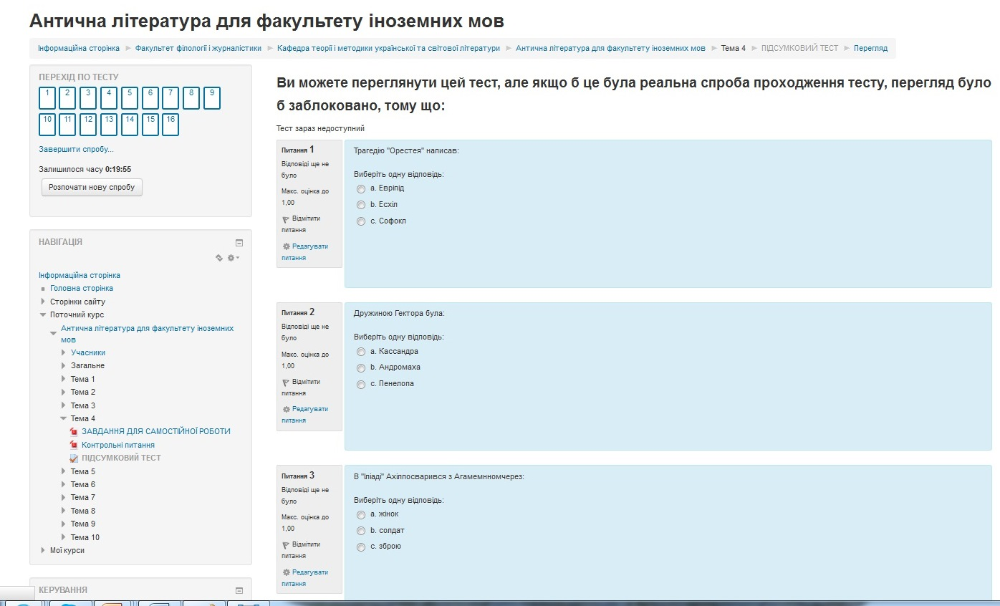 Антична література для факультету іноземних мов
Інформаційна сторінка ► Факультет філології і журналістики ► Кафедра теорії і методики української та світової літератури ► Антична література для факультету іноземних мов ► Тема 4 ► ПІДСУМКОВИЙ ТЕСТ ► Перегляд
ПЕРЕХІД ПО ТЕСТУ
1 2 3 4 5 6 7 8 9
10 11 12 13 14 15 16
Завершити спробу...
Залишилося часу 0:19:55
Розпочати нову спробу
НАВІГАЦІЯ
Інформаційна сторінка
Головна сторінка
Сторінки сайту
Поточний курс
Антична література для факультету іноземних
мов
Учасники
Загальне
Тема 1
Тема 2
Тема 3
Тема 4
ЗАВДАННЯ ДЛЯ САМОСТІЙНОЇ РОБОТИ
Контрольні питання
ПІДСУМКОВИЙ ТЕСТ
Тема 5
Тема 6
Тема 7
Тема 8
Тема 9
Тема 10
Мої курси
КЕРУВАННЯ
Ви можете переглянути цей тест, але якщо б це була реальна спроба проходження тесту, перегляд було
б заблоковано, тому що:
Тест зараз недоступний
Питання 1
Відповіді ще не
було
Макс. оцінка до
1,00
Відмітити
питання
Редагувати
питання
Трагедію "Орестея" написав:
Виберіть одну відповідь:
a. Евріпід
b. Есхіл
c. Софокл
Питання 2
Відповіді ще не
було
Макс. оцінка до
1,00
Відмітити
питання
Редагувати
питання
Дружиною Гектора була:
Виберіть одну відповідь:
a. Кассандра
b. Андромаха
c. Пенелопа
Питання 3
Відповіді ще не
було
Макс. оцінка до
1,00
Відмітити
питання
Редагувати
питання
В "Іліаді" Ахіллпосварився з Агамемнномчерез:
Виберіть одну відповідь:
a. жінок
b. солдат
c. зброю